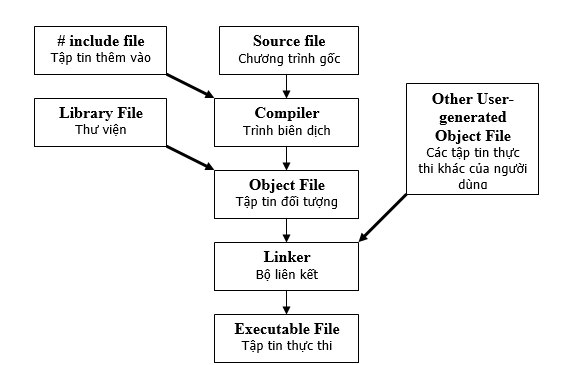 # include file
Tập tin thêm vào
Source file
Chương trình gốc
Library File
Thư viện
Compiler
Trình biên dịch
Other User-
generated
Object File
Các tập tin thực
thi khác của người
dùng
Object File
Tập tin đối tượng
Linker
Bộ liên kết
Executable File
Tập tin thực thi